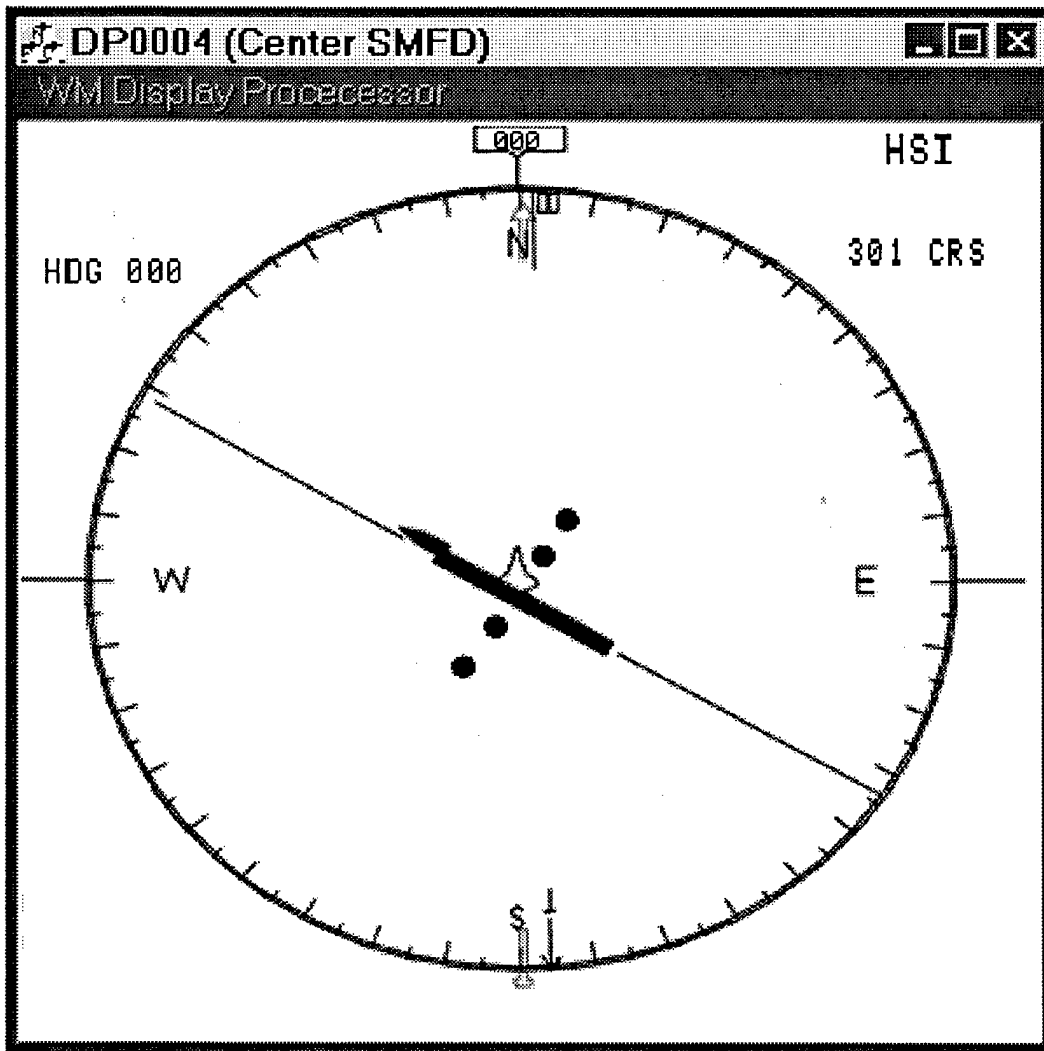 DP0004 (Center SMFD)
WM Display Procecessor
000
HSI
N
HDG 000
301 CRS
W
E
S